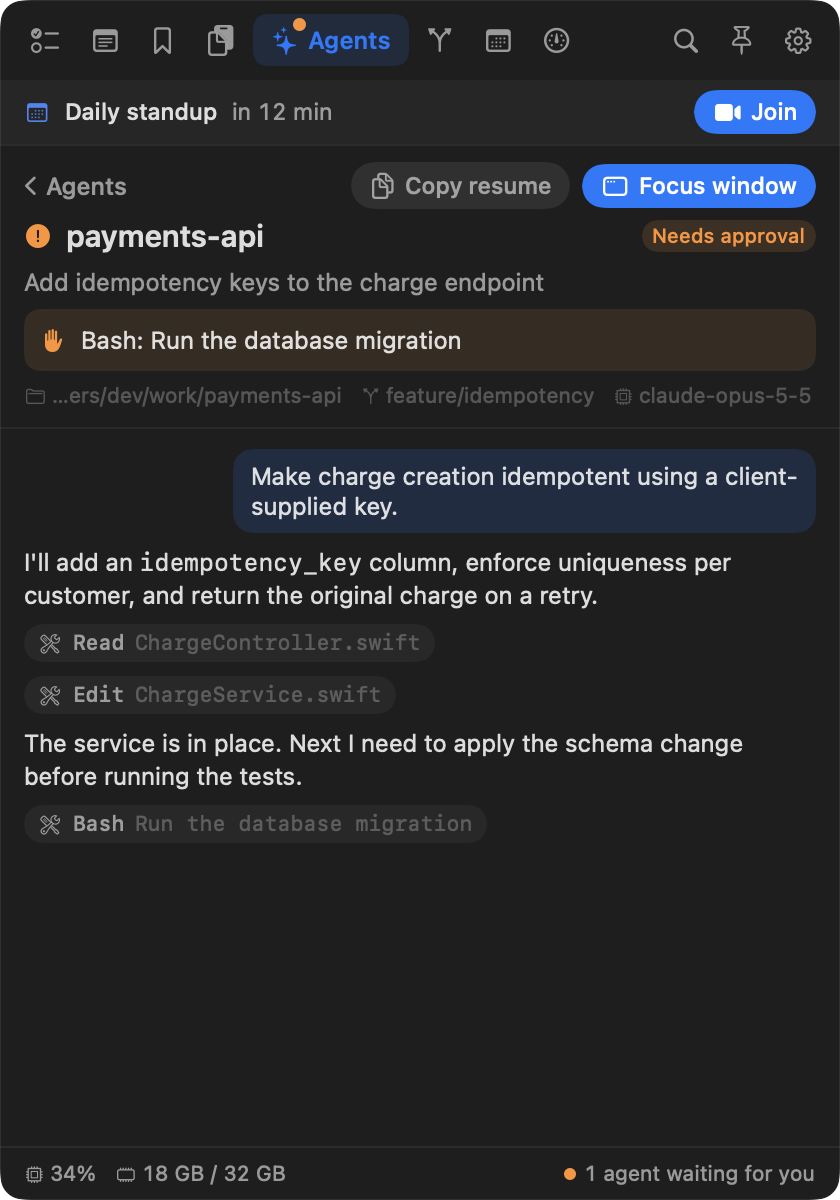 Agents
Daily standup in 12 min
Join
Agents
Copy resume
Focus window
payments-api
Needs approval
Add idempotency keys to the charge endpoint
Bash: Run the database migration
...ers/dev/work/payments-api
feature/idempotency
claude-opus-5-5
Make charge creation idempotent using a client-
supplied key.
I'll add an idempotency_key column, enforce uniqueness per
customer, and return the original charge on a retry.
Read ChargeController.swift
Edit ChargeService.swift
The service is in place. Next I need to apply the schema change
before running the tests.
Bash Run the database migration
34%
18 GB / 32 GB
1 agent waiting for you